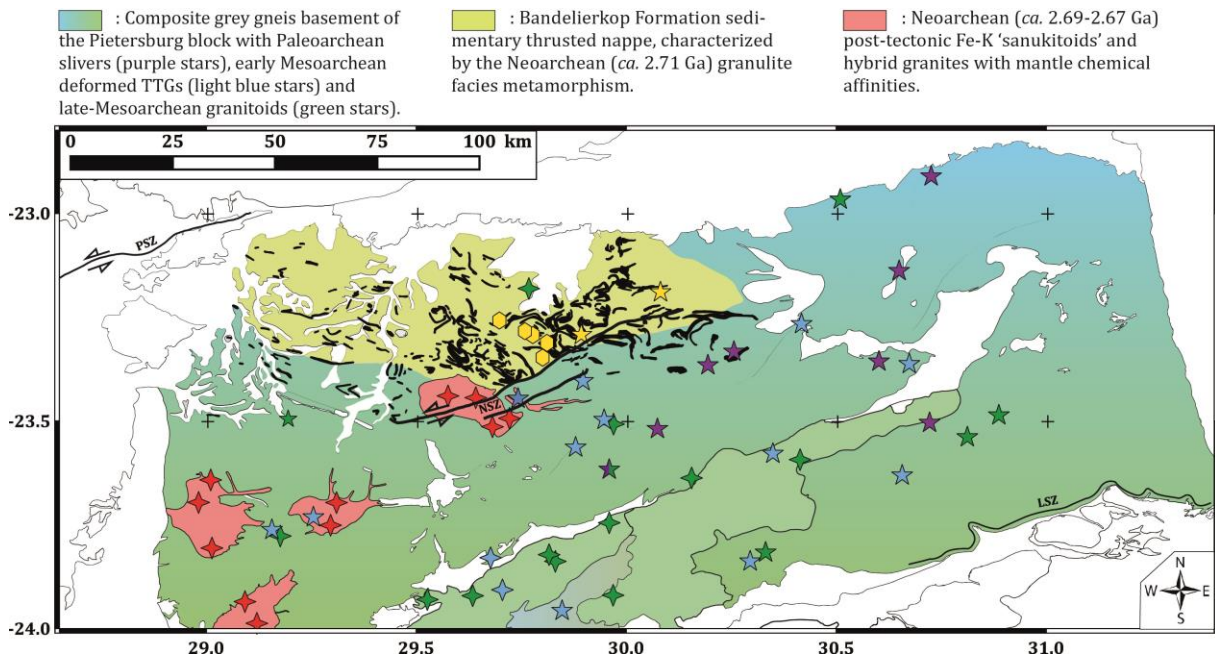 : Composite grey gneis basement of
the Pietersburg block with Paleoarchean
slivers (purple stars), early Mesoarchean
deformed TTGs (light blue stars) and
late-Mesoarchean granitoids (green stars).
: Bandelierkop Formation sedi-
mentary thrusted nappe, characterized
by the Neoarchean (ca. 2.71 Ga) granulite
facies metamorphism.
: Neoarchean (ca. 2.69-2.67 Ga)
post-tectonic Fe-K ‘sanukitoids’ and
hybrid granites with mantle chemical
affinities.
0 25 50 75 100 km
-23.0
PSZ
NSZ
-23.5
LSZ
N
W E
S
-24.0
29.0 29.5 30.0 30.5 31.0